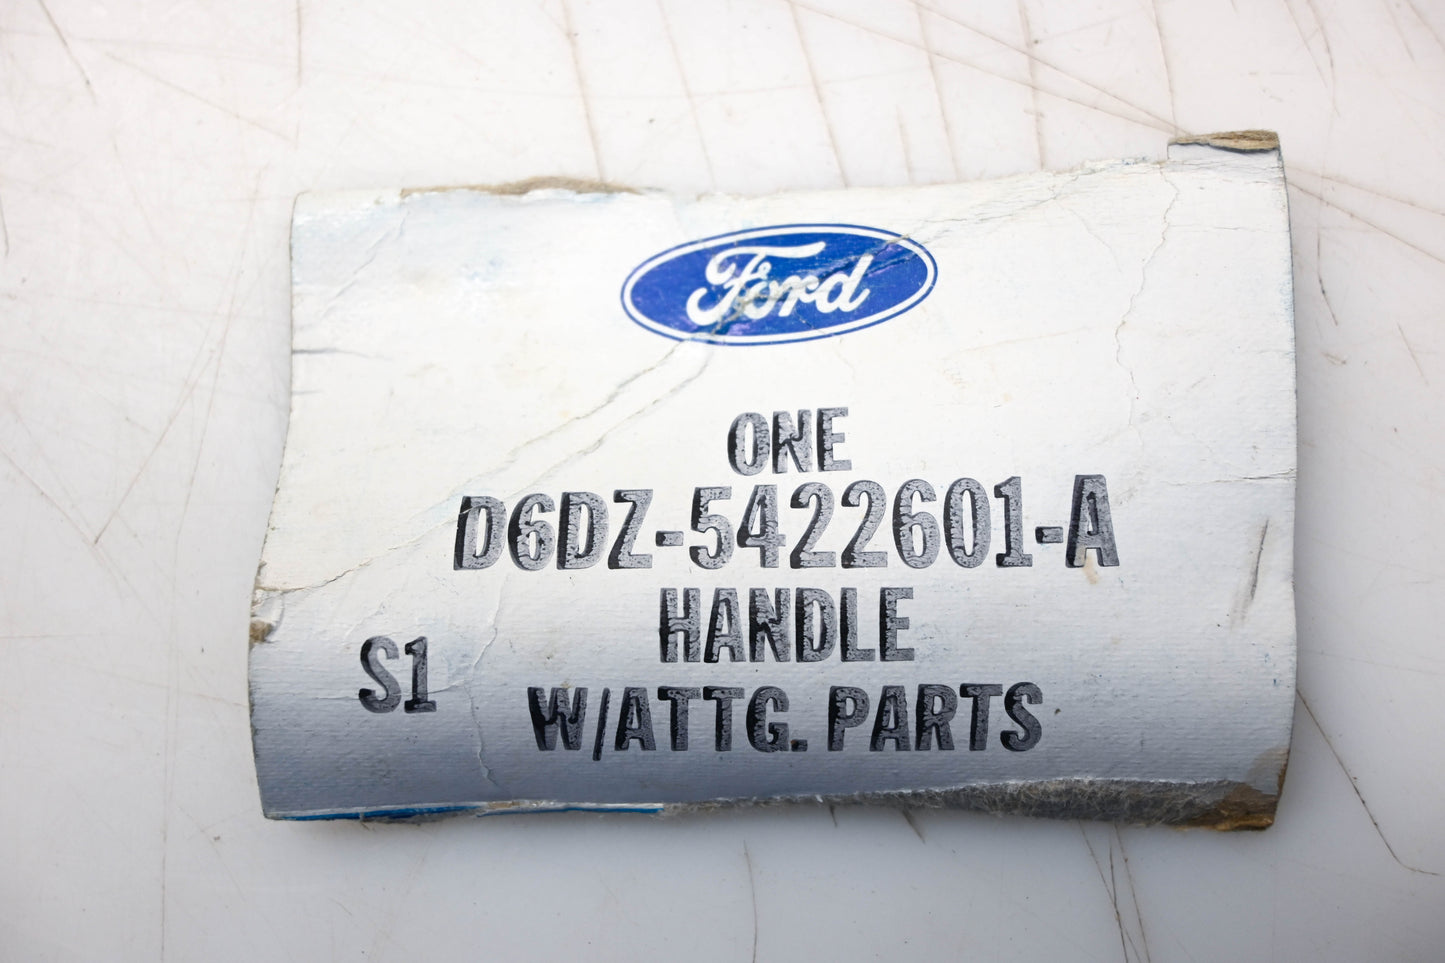 Ford
ONE
D6DZ-5422601-A
HANDLE
S1
W/ATTG. PARTS